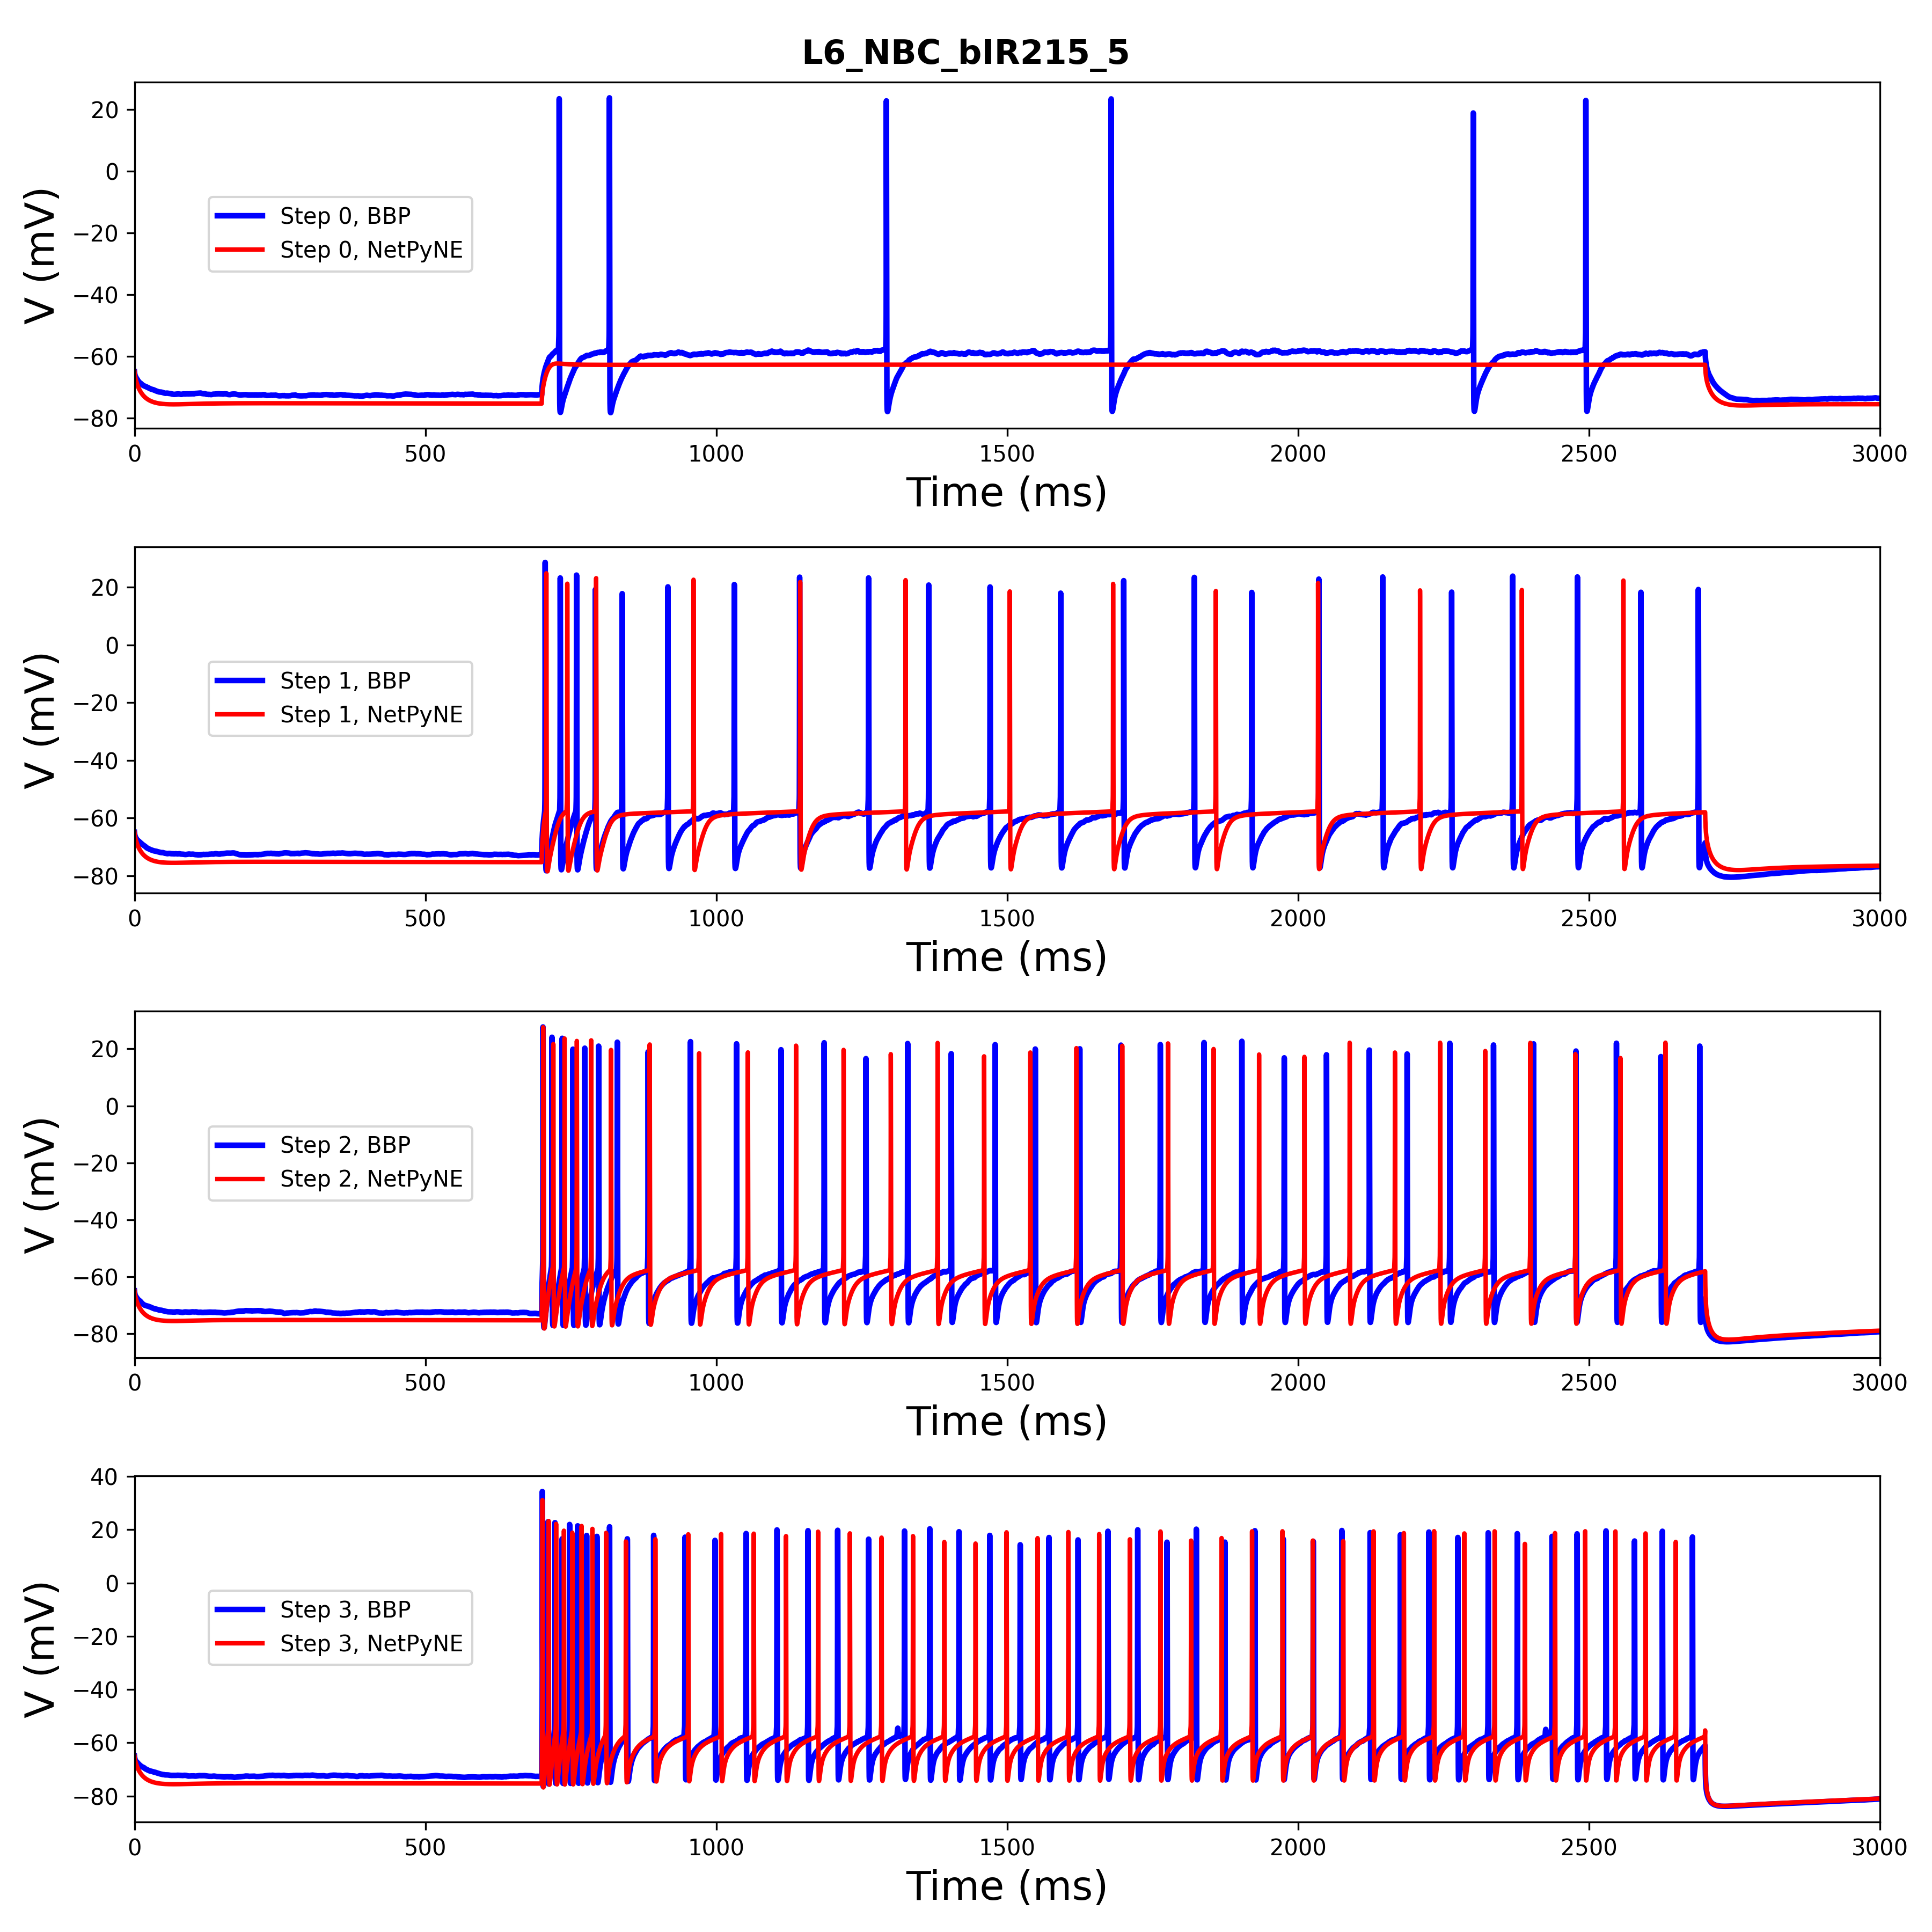 L6_NBC_bIR215_5
20
0
−20
−40
−60
−80
V (mV)
Step 0, BBP
Step 0, NetPyNE
0 500 1000 1500 2000 2500 3000
Time (ms)
20
0
−20
−40
−60
−80
V (mV)
Step 1, BBP
Step 1, NetPyNE
0 500 1000 1500 2000 2500 3000
Time (ms)
20
0
−20
−40
−60
−80
V (mV)
Step 2, BBP
Step 2, NetPyNE
0 500 1000 1500 2000 2500 3000
Time (ms)
40
20
0
−20
−40
−60
−80
V (mV)
Step 3, BBP
Step 3, NetPyNE
0 500 1000 1500 2000 2500 3000
Time (ms)